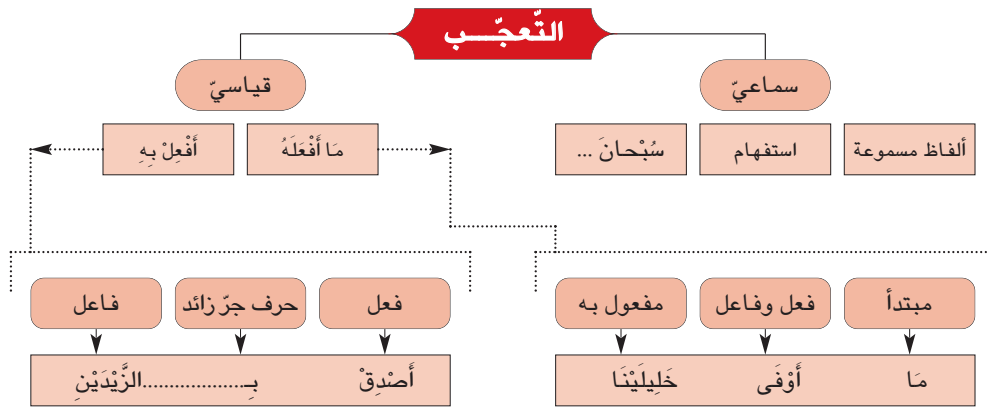 التّعجّـــب
سماعيّ
قياسيّ
ألفاظ مسموعة
استفهام
سُبْحانَ ...
مَا أَفْعَلَهُ
أَفْعِلْ بِهِ
مبتدأ
فعل وفاعل
مفعول به
مَا أَوْفَى خَلِيلَيْنَا
فعل
حرف جرّ زائد
فاعل
أَصْدِقْ بِـ...................الزَّيْدَيْنِ